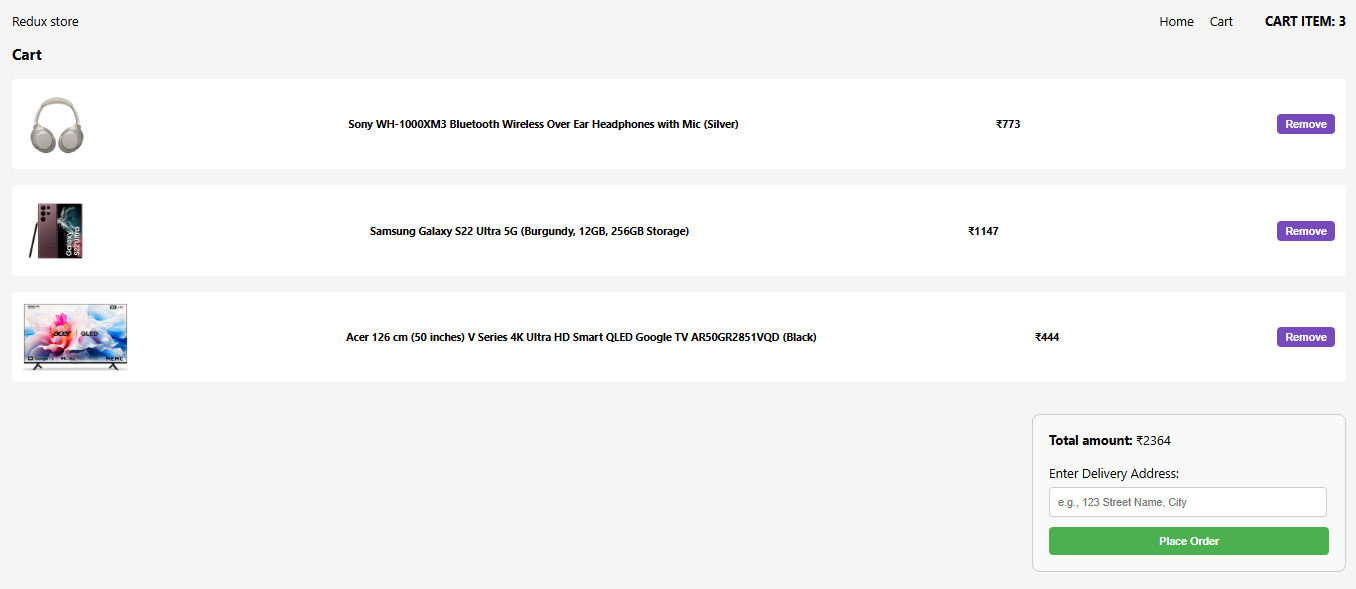 Redux store
Home Cart CART ITEM: 3
Cart
Sony WH-1000XM3 Bluetooth Wireless Over Ear Headphones with Mic (Silver) ₹773 Remove
Galaxy
S22 Ultra
Samsung Galaxy S22 Ultra 5G (Burgundy, 12GB, 256GB Storage) ₹1147 Remove
acer QLED
Google TV
MEMC
Acer 126 cm (50 inches) V Series 4K Ultra HD Smart QLED Google TV AR50GR2851VQD (Black) ₹444 Remove
Total amount: ₹2364
Enter Delivery Address:
e.g., 123 Street Name, City
Place Order